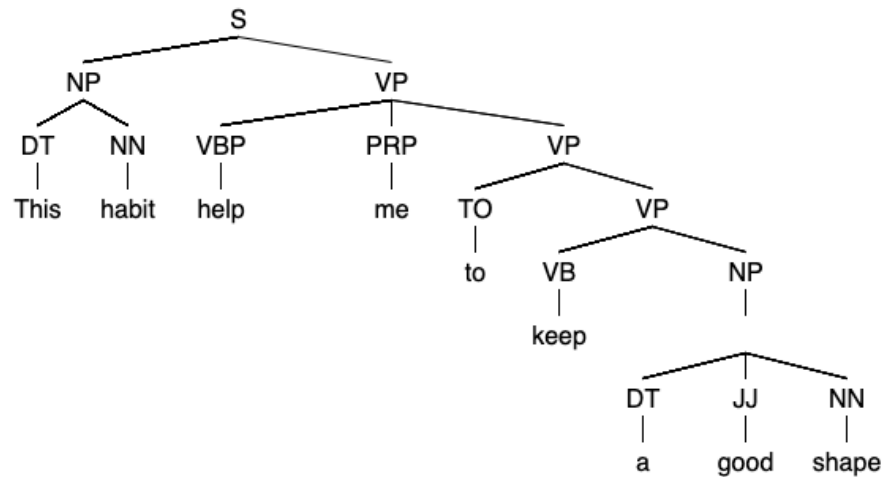 S
NP VP
DT NN VBP PRP VP
This habit help me TO VP
to VB NP
keep
DT JJ NN
a good shape